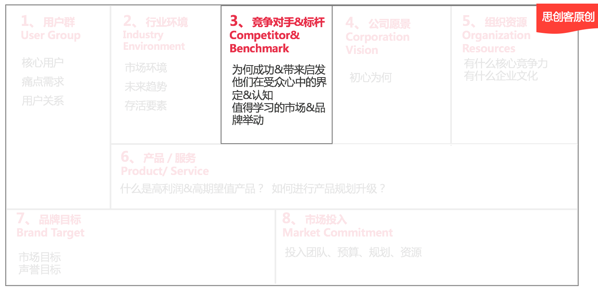 思创客原创
1、用户群
User Group
核心用户
痛点需求
用户关系
2、行业环境
Industry
Environment
市场环境
未来趋势
存活要素
3、竞争对手&标杆
Competitor&
Benchmark
为何成功&带来启发
他们在受众心中的界
定&认知
值得学习的市场&品
牌举动
4、公司愿景
Corporation
Vision
初心为何
5、组织资源
Organization
Resources
有什么核心竞争力
有什么企业文化
6、产品 / 服务
Product/ Service
什么是高利润&高期望值产品？ 如何进行产品规划升级？
7、品牌目标
Brand Target
市场目标
声誉目标
8、市场投入
Market Commitment
投入团队、预算、规划、资源